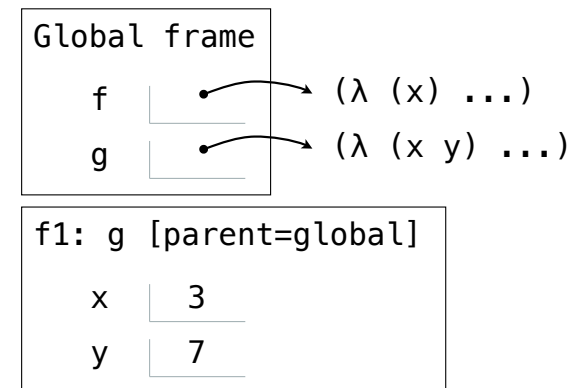 Global frame
f (λ (x) ...)
g (λ (x y) ...)
f1: g [parent=global]
x 3
y 7